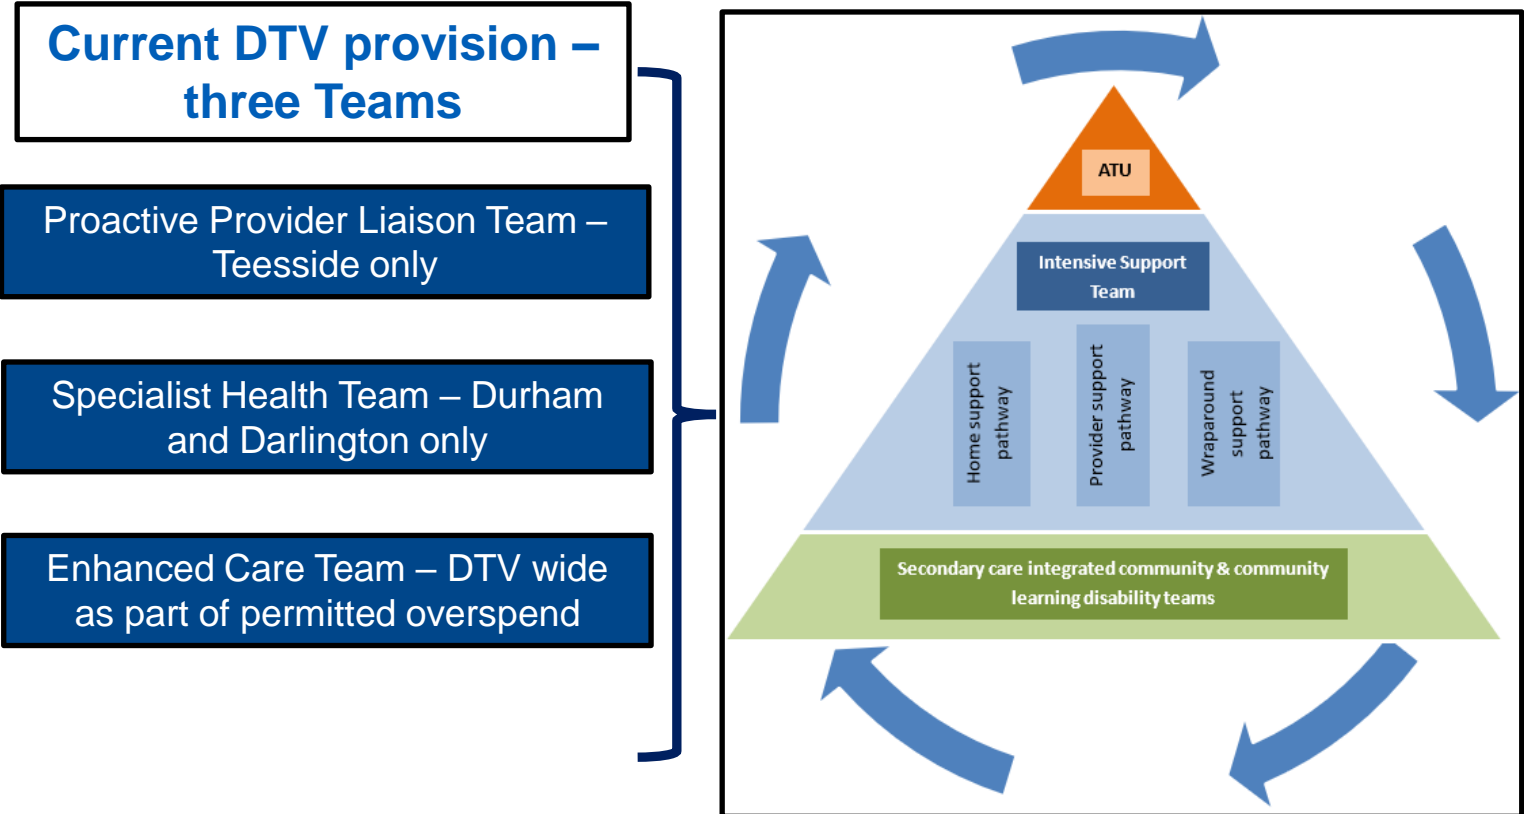 Current DTV provision –
three Teams
Proactive Provider Liaison Team –
Teesside only
Specialist Health Team – Durham
and Darlington only
Enhanced Care Team – DTV wide
as part of permitted overspend
ATU
Intensive Support
Team
Home support
pathway
Provider support
pathway
Wraparound
support
pathway
Secondary care integrated community & community
learning disability teams